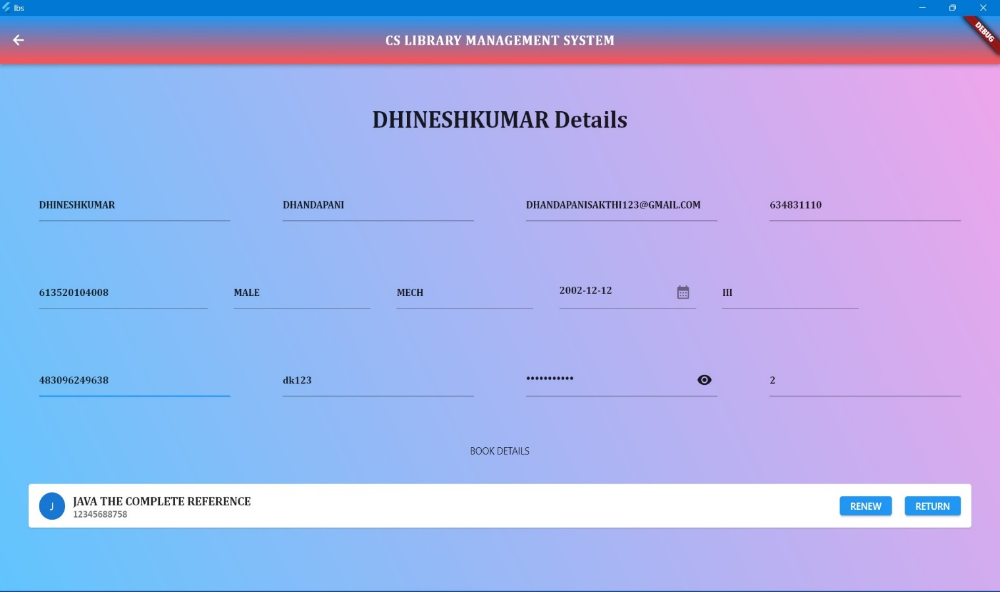 lbs
CS LIBRARY MANAGEMENT SYSTEM
DEBUG
DHINESHKUMAR Details
DHINESHKUMAR DHANDAPANI DHANDAPANISAKTHI123@GMAIL.COM 634831110
613520104008 MALE MECH 2002-12-12 III
483096249638 dk123 ••••••••••• 2
BOOK DETAILS
J JAVA THE COMPLETE REFERENCE
12345688758
RENEW RETURN